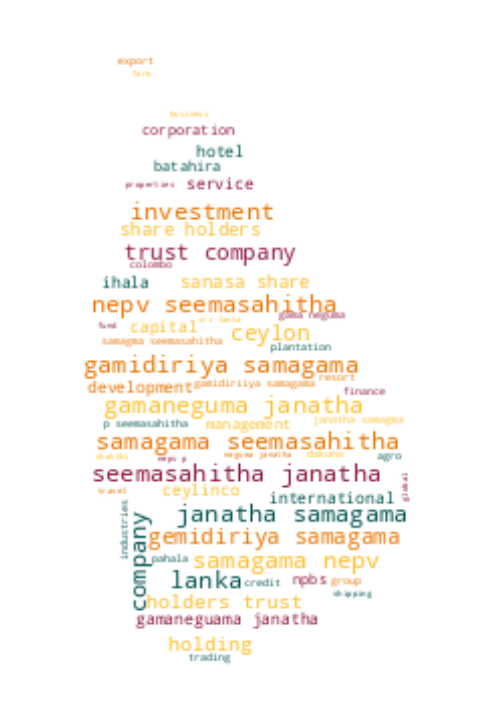 export
farm
business
corporation
hotel
batahira
properties service
investment
share holders
trust company
colombo
ihala sanasa share
nepv seemasahitha
gama neguma
fund capital sri lanka ceylon
samagma seemasahitha
plantation
gamidiriya samagama
resort
development gamidiriiya samagama
finance
gamaneguma janatha
p seemasahitha management janatha samagma
samagama seemasahitha
shakthi nepv p neguma janatha dakuna agro
seemasahitha janatha
travel ceylinco international global
industries company janatha samagama
gemidiriya samagama
pahala samagama nepv
lanka credit npbs group
shipping
holders trust
gamaneguama janatha
holding
trading